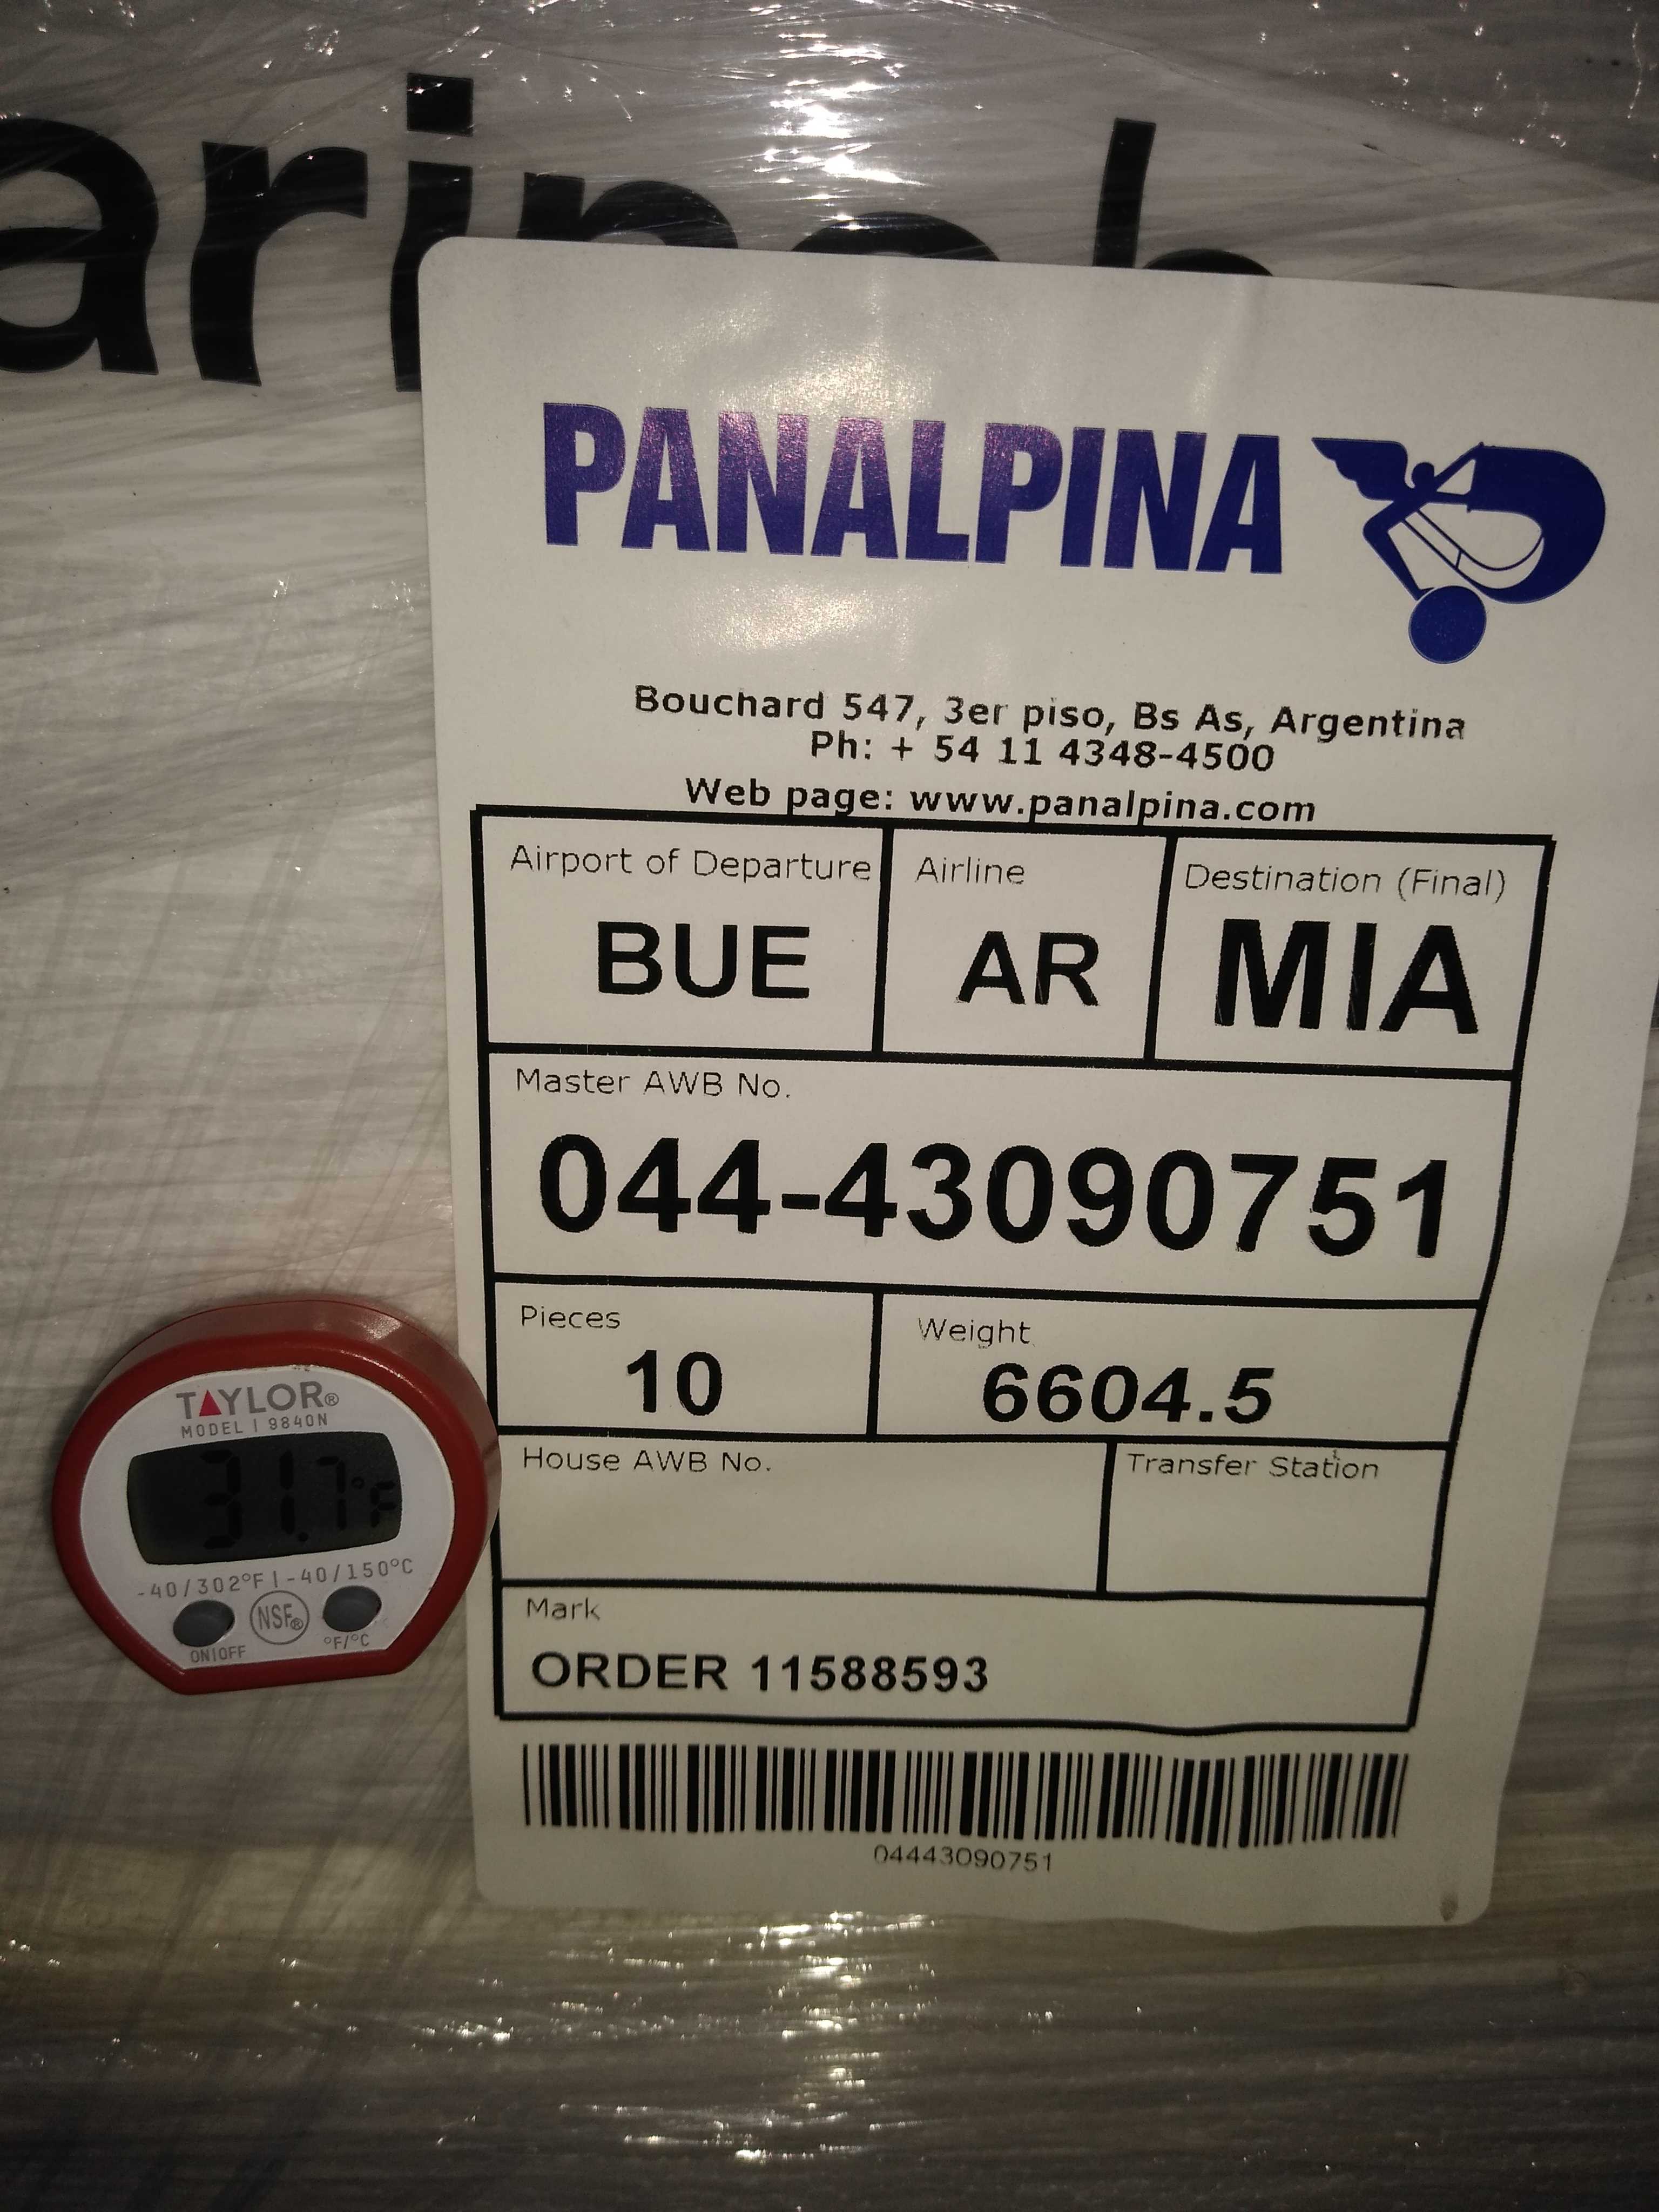 PANALPINA
Bouchard 547, 3er piso, Bs As, Argentina
Ph: + 54 11 4348-4500
Web page: www.panalpina.com
Airport of Departure
BUE
Airline
AR
Destination (Final)
MIA
Master AWB No.
044-43090751
Pieces
10
Weight
6604.5
House AWB No.
Transfer Station
Mark
ORDER 11588593
04443090751
TAYLOR®
MODEL | 9840N
31.7°F
-40/302°F | -40/150°C
NSF®
ON|OFF
°F/°C